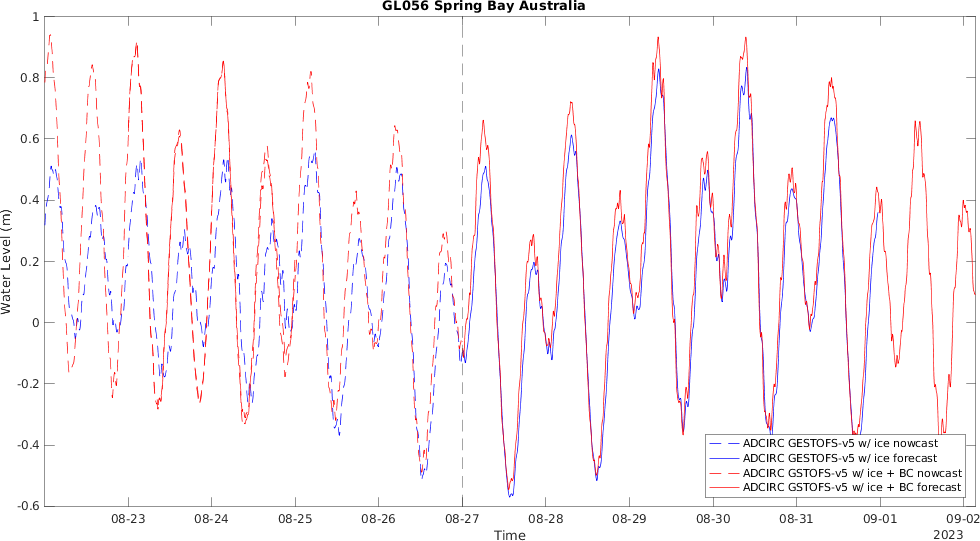 GL056 Spring Bay Australia
1
0.8
0.6
0.4
0.2
0
-0.2
-0.4
-0.6
Water Level (m)
ADCIRC GESTOFS-v5 w/ ice nowcast
ADCIRC GESTOFS-v5 w/ ice forecast
ADCIRC GSTOFS-v5 w/ ice + BC nowcast
ADCIRC GSTOFS-v5 w/ ice + BC forecast
08-23 08-24 08-25 08-26 08-27 08-28 08-29 08-30 08-31 09-01 09-02
Time
2023